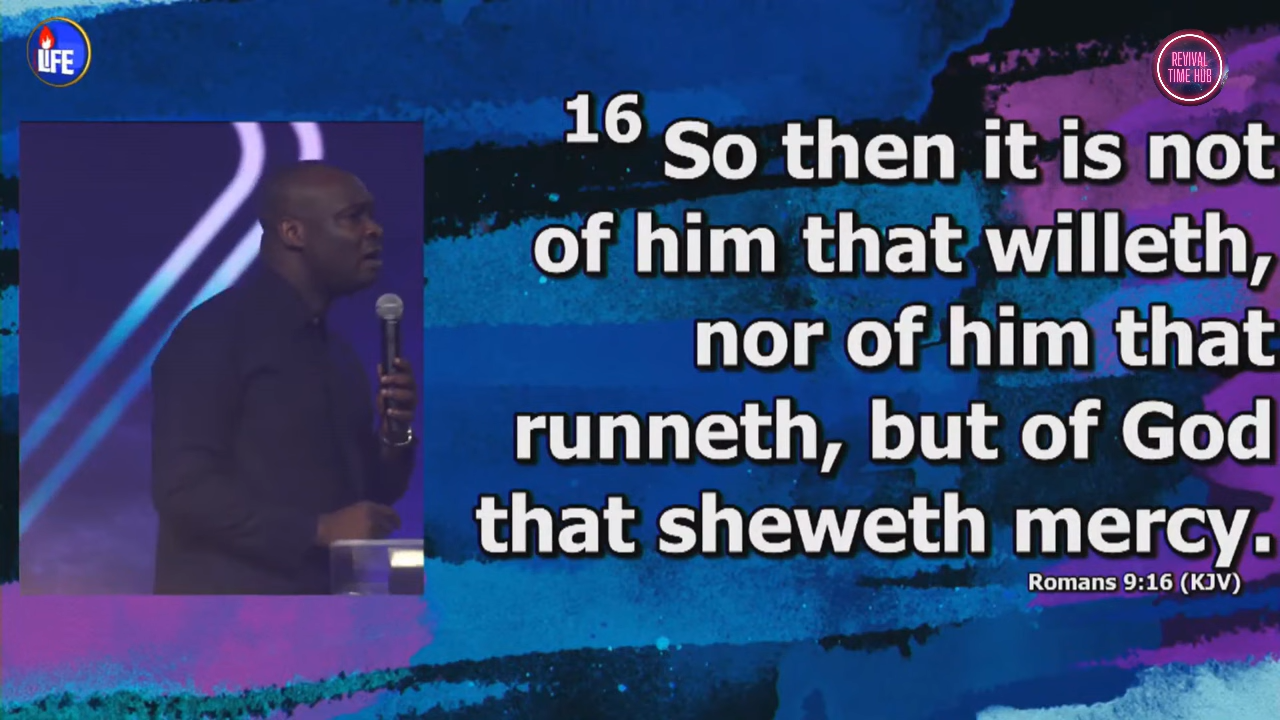 LIFE
REVIVAL
TIME HUB
16 So then it is not
of him that willeth,
nor of him that
runneth, but of God
that sheweth mercy.
Romans 9:16 (KJV)